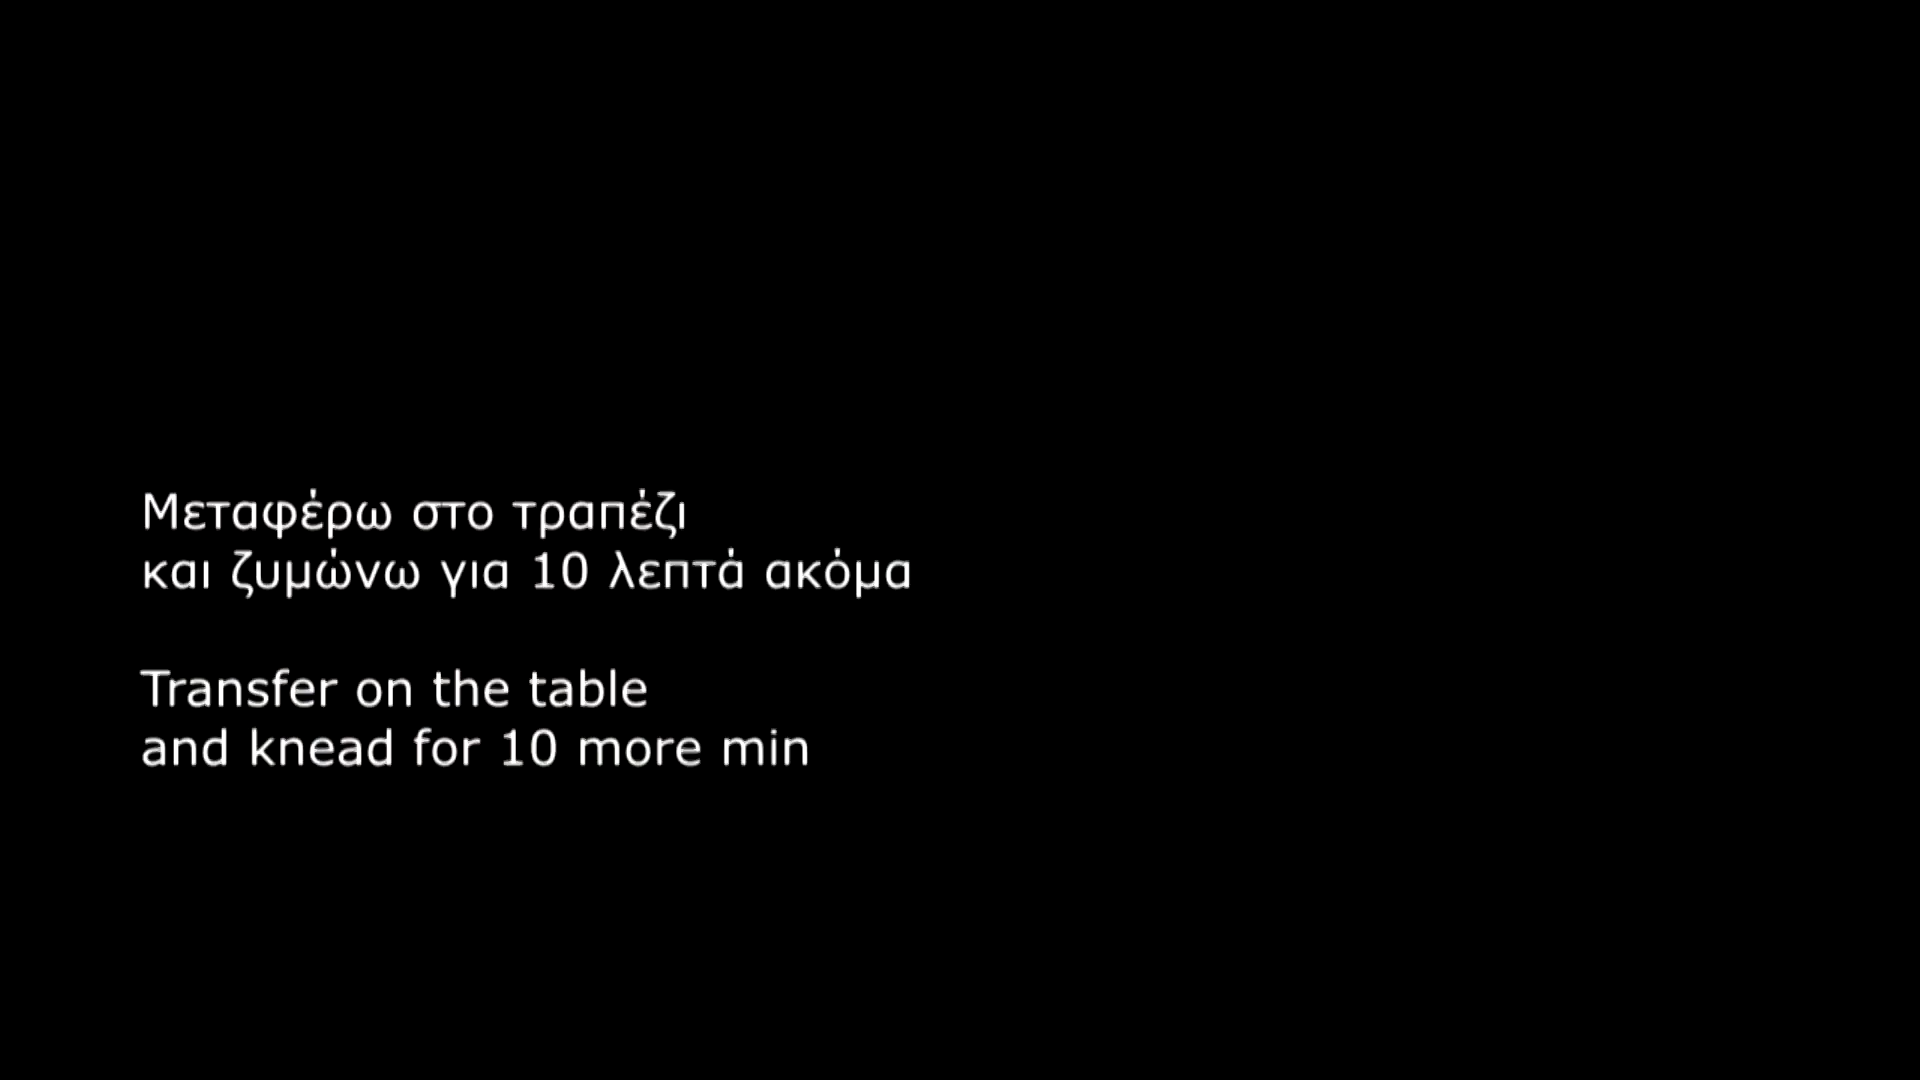 Μεταφέρω στο τραπέζι
και ζυμώνω για 10 λεπτά ακόμα
Transfer on the table
and knead for 10 more min